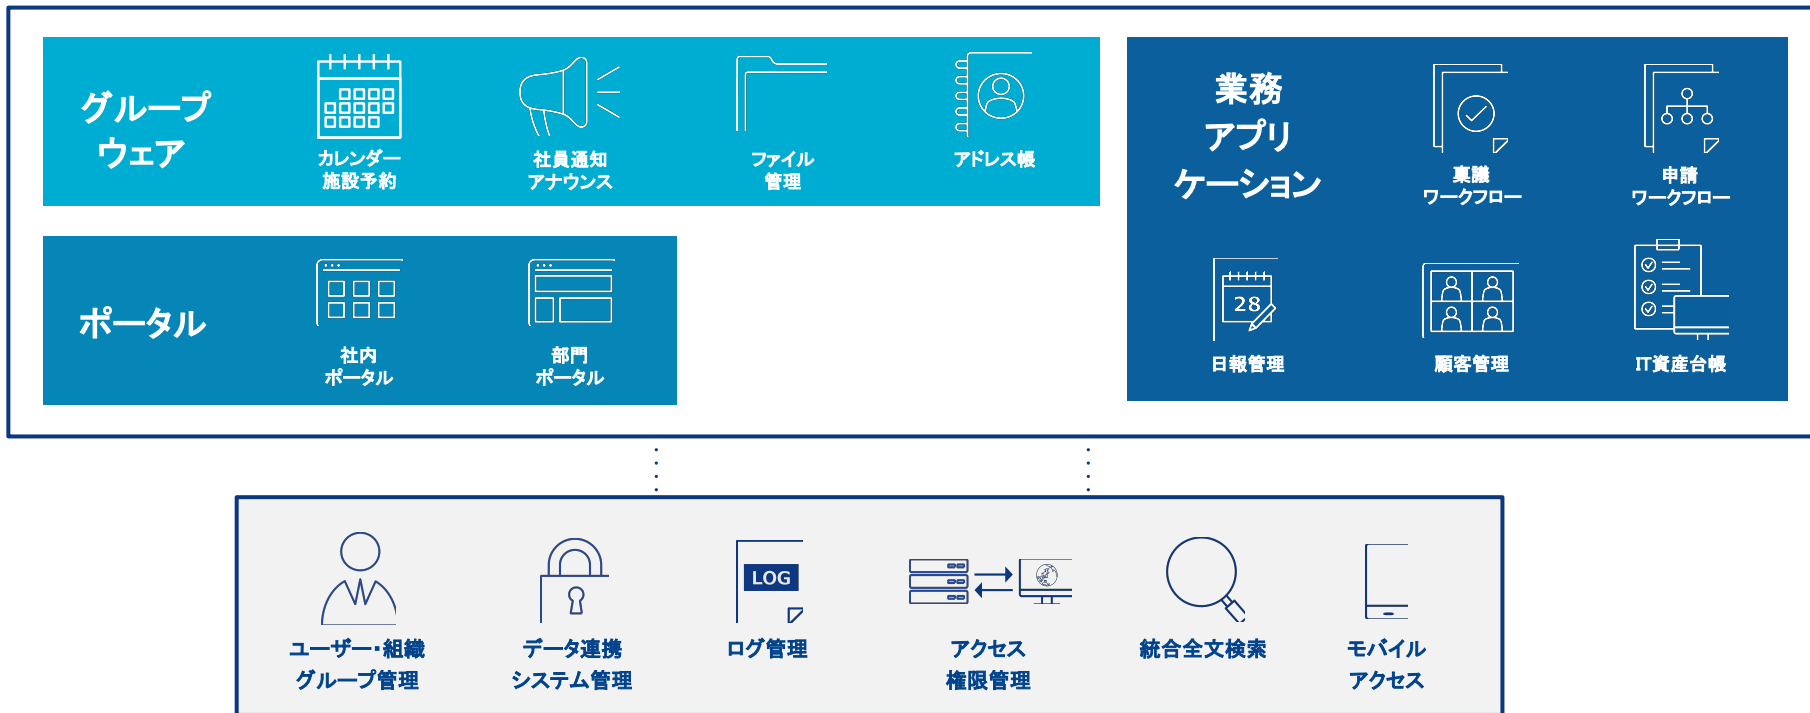 グループ
ウェア
カレンダー
施設予約
社員通知
アナウンス
ファイル
管理
アドレス帳
ポータル
社内
ポータル
部門
ポータル
業務
アプリ
ケーション
稟議
ワークフロー
申請
ワークフロー
28
日報管理
顧客管理
IT資産台帳
ユーザー・組織
グループ管理
データ連携
システム管理
LOG
ログ管理
アクセス
権限管理
統合全文検索
モバイル
アクセス